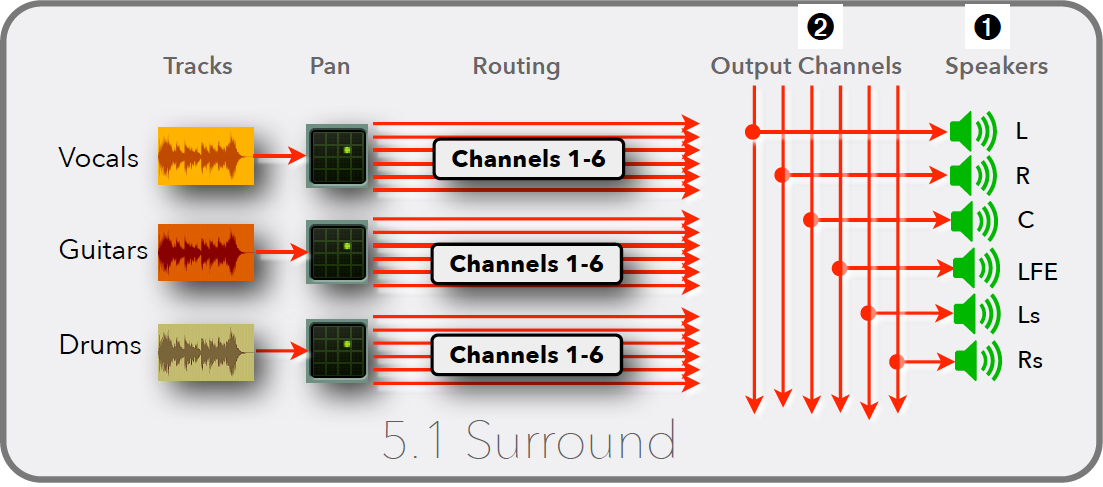 ❷ ❶
Tracks Pan Routing Output Channels Speakers
Vocals Channels 1-6 L
R
Guitars Channels 1-6 C
LFE
Drums Channels 1-6 Ls
Rs
5.1 Surround